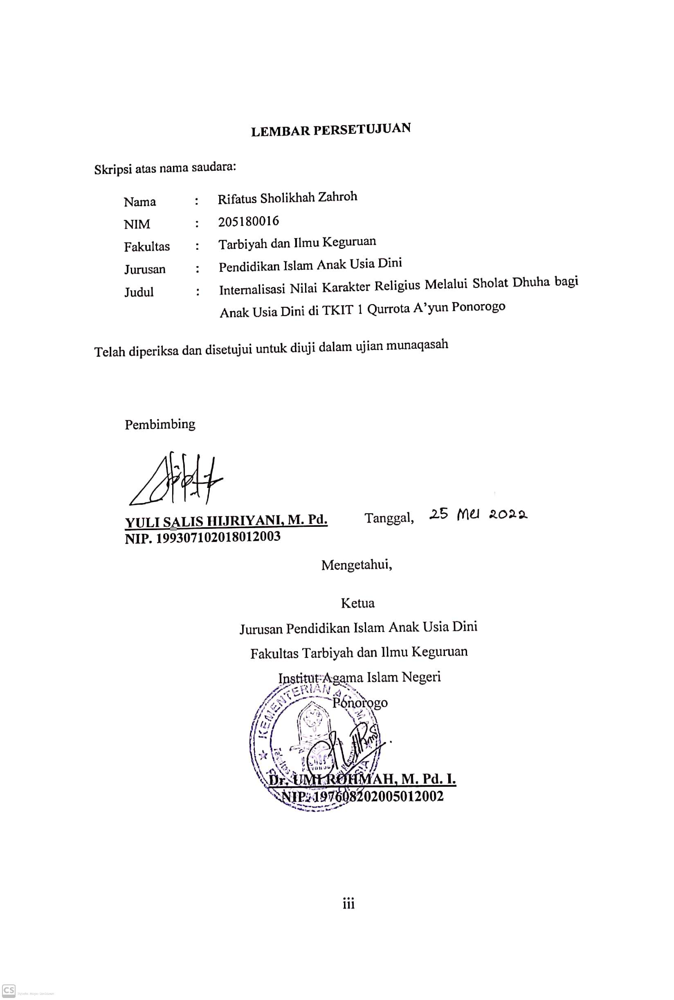 LEMBAR PERSETUJUAN
Skripsi atas nama saudara:
Nama : Rifatus Sholikhah Zahroh
NIM : 205180016
Fakultas : Tarbiyah dan Ilmu Keguruan
Jurusan : Pendidikan Islam Anak Usia Dini
Judul : Internalisasi Nilai Karakter Religius Melalui Sholat Dhuha bagi
Anak Usia Dini di TKIT 1 Qurrota A’yun Ponorogo
Telah diperiksa dan disetujui untuk diuji dalam ujian munaqasah
Pembimbing
YULI SALIS HIJRIYANI, M. Pd. Tanggal, 25 Mei 2022
NIP. 199307102018012003
Mengetahui,
Ketua
Jurusan Pendidikan Islam Anak Usia Dini
Fakultas Tarbiyah dan Ilmu Keguruan
Institut Agama Islam Negeri
Ponorogo
KEMENTERIAN
Dr. UMI ROHMAH, M. Pd. I.
NIP. 197608202005012002
iii
CS